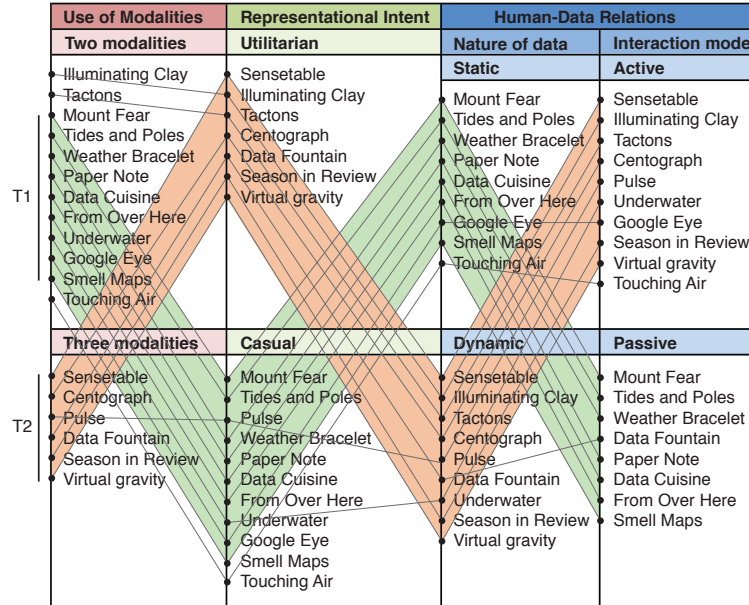 Use of Modalities
Representational Intent
Human-Data Relations
Two modalities
Utilitarian
Nature of data
Interaction mode
Static
Active
T1
Illuminating Clay
Tactons
Mount Fear
Tides and Poles
Weather Bracelet
Paper Note
Data Cuisine
From Over Here
Underwater
Google Eye
Smell Maps
Touching Air
Sensetable
Illuminating Clay
Tactons
Centograph
Data Fountain
Season in Review
Virtual gravity
Mount Fear
Tides and Poles
Weather Bracelet
Paper Note
Data Cuisine
From Over Here
Google Eye
Smell Maps
Touching Air
Sensetable
Illuminating Clay
Tactons
Centograph
Pulse
Underwater
Google Eye
Season in Review
Virtual gravity
Touching Air
Three modalities
Casual
Dynamic
Passive
T2
Sensetable
Centograph
Pulse
Data Fountain
Season in Review
Virtual gravity
Mount Fear
Tides and Poles
Pulse
Weather Bracelet
Paper Note
Data Cuisine
From Over Here
Underwater
Google Eye
Smell Maps
Touching Air
Sensetable
Illuminating Clay
Tactons
Centograph
Pulse
Data Fountain
Underwater
Season in Review
Virtual gravity
Mount Fear
Tides and Poles
Weather Bracelet
Data Fountain
Paper Note
Data Cuisine
From Over Here
Smell Maps